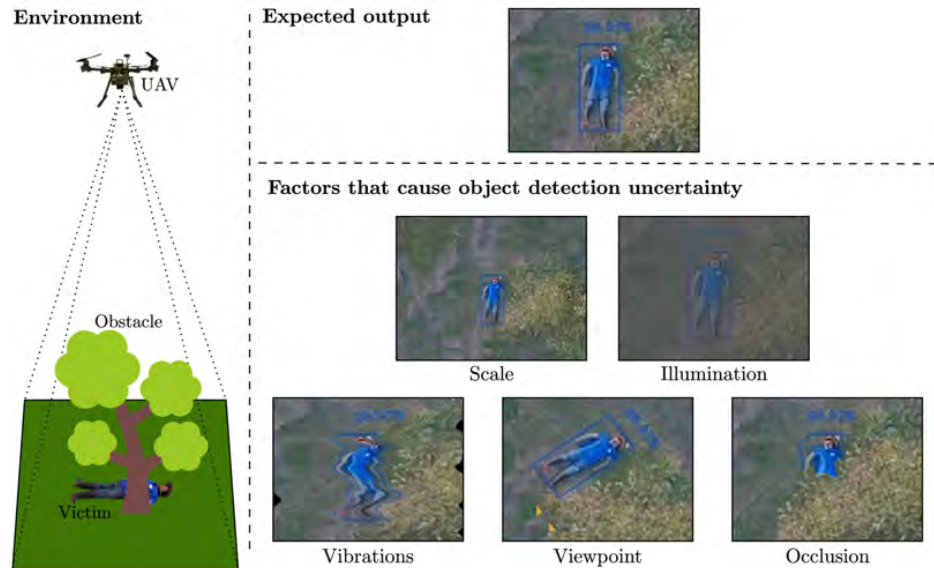 Environment
UAV
Obstacle
Victim
Expected output
Factors that cause object detection uncertainty
Scale
Illumination
Vibrations
Viewpoint
Occlusion